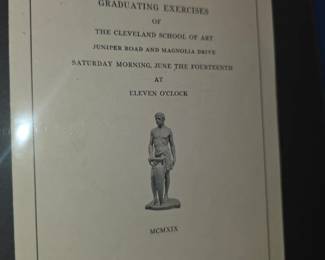 GRADUATING EXERCISES
OF
THE CLEVELAND SCHOOL OF ART
JUNIPER ROAD AND MAGNOLIA DRIVE
SATURDAY MORNING, JUNE THE FOURTEENTH
AT
ELEVEN O'CLOCK
MCMXIX